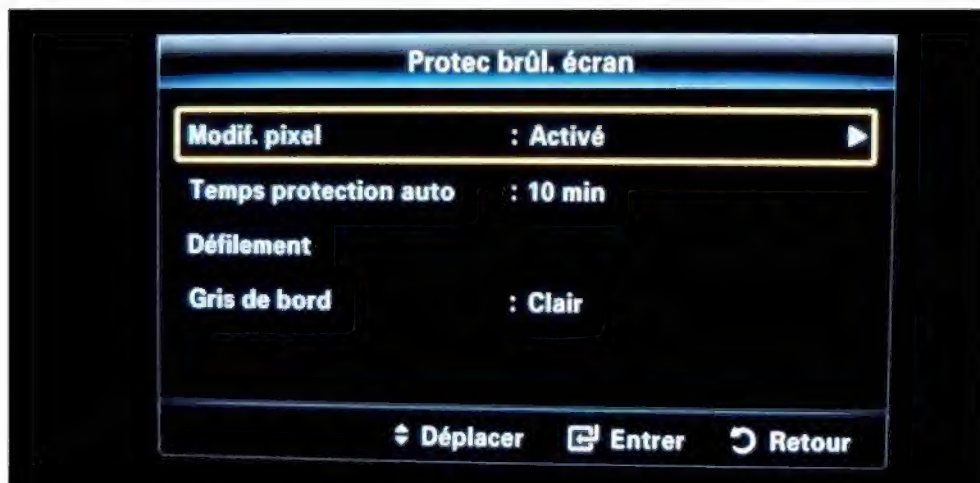 Protec brûl. écran
Modif. pixel : Activé
Temps protection auto : 10 min
Défilement
Gris de bord : Clair
Déplacer Entrer Retour